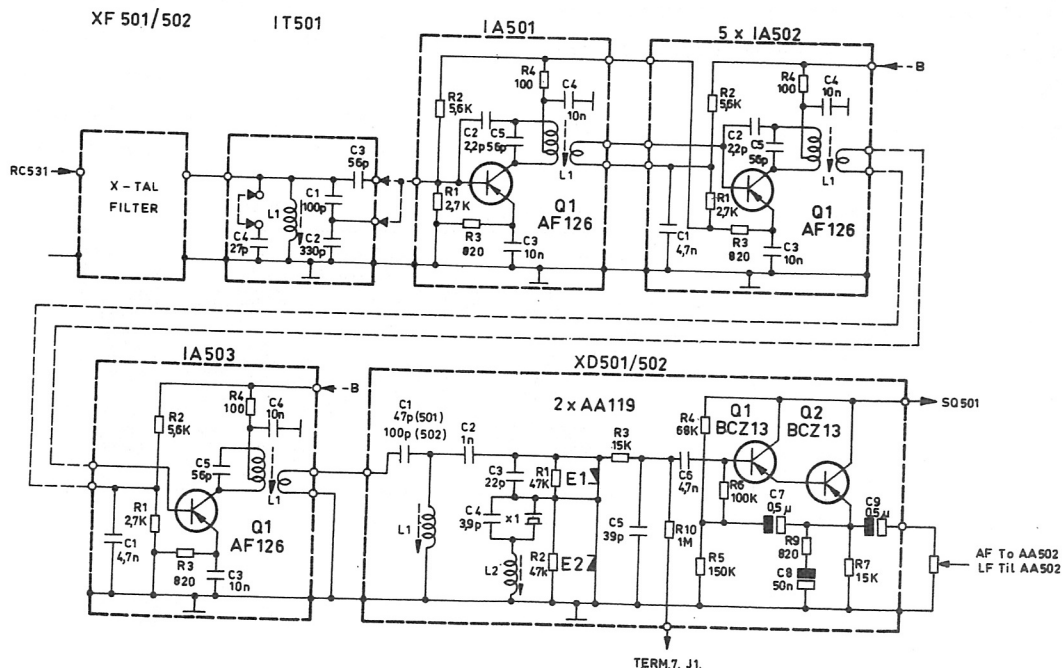 XF 501/502
IT501
IA501
5 x IA502
RC531
X-TAL
FILTER
C4
27p
L1
C1
100p
C2
330p
C3
56p
R2
5,6K
R4
100
C4
10n
C2
2,2p
C5
56p
L1
R1
2,7K
Q1
AF126
R3
820
C3
10n
-B
R2
5,6K
R4
100
C4
10n
C2
2,2p
C5
56p
L1
R1
2,7K
Q1
AF126
C1
4,7n
R3
820
C3
10n
IA503
-B
R2
5,6K
R4
100
C4
10n
C5
56p
L1
R1
2,7K
Q1
AF126
C1
4,7n
R3
820
C3
10n
XD501/502
C1
47p (501)
100p (502)
C2
1n
2 x AA119
C3
22p
R1
47K
E1
R3
15K
C4
3,9p
x1
L1
L2
R2
47K
E2
C5
39p
C6
4,7n
R10
1M
R4
68K
Q1
BCZ13
Q2
BCZ13
R6
100K
C7
0,5µ
C9
0,5µ
R9
820
C8
50n
R5
150K
R7
15K
SQ501
AF To AA502
LF Til AA502
TERM.7. J1.